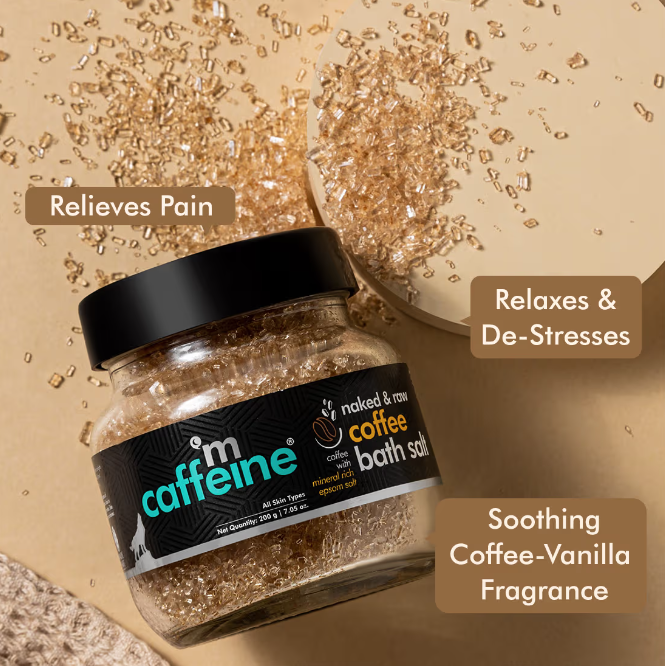 Relieves Pain
Relaxes &
De-Stresses
'm
caffeine®
naked & raw
coffee
bath salt
coffee
with
mineral rich
epsom salt
All Skin Types
Net Quantity: 200 g | 7.05 oz.
Soothing
Coffee-Vanilla
Fragrance